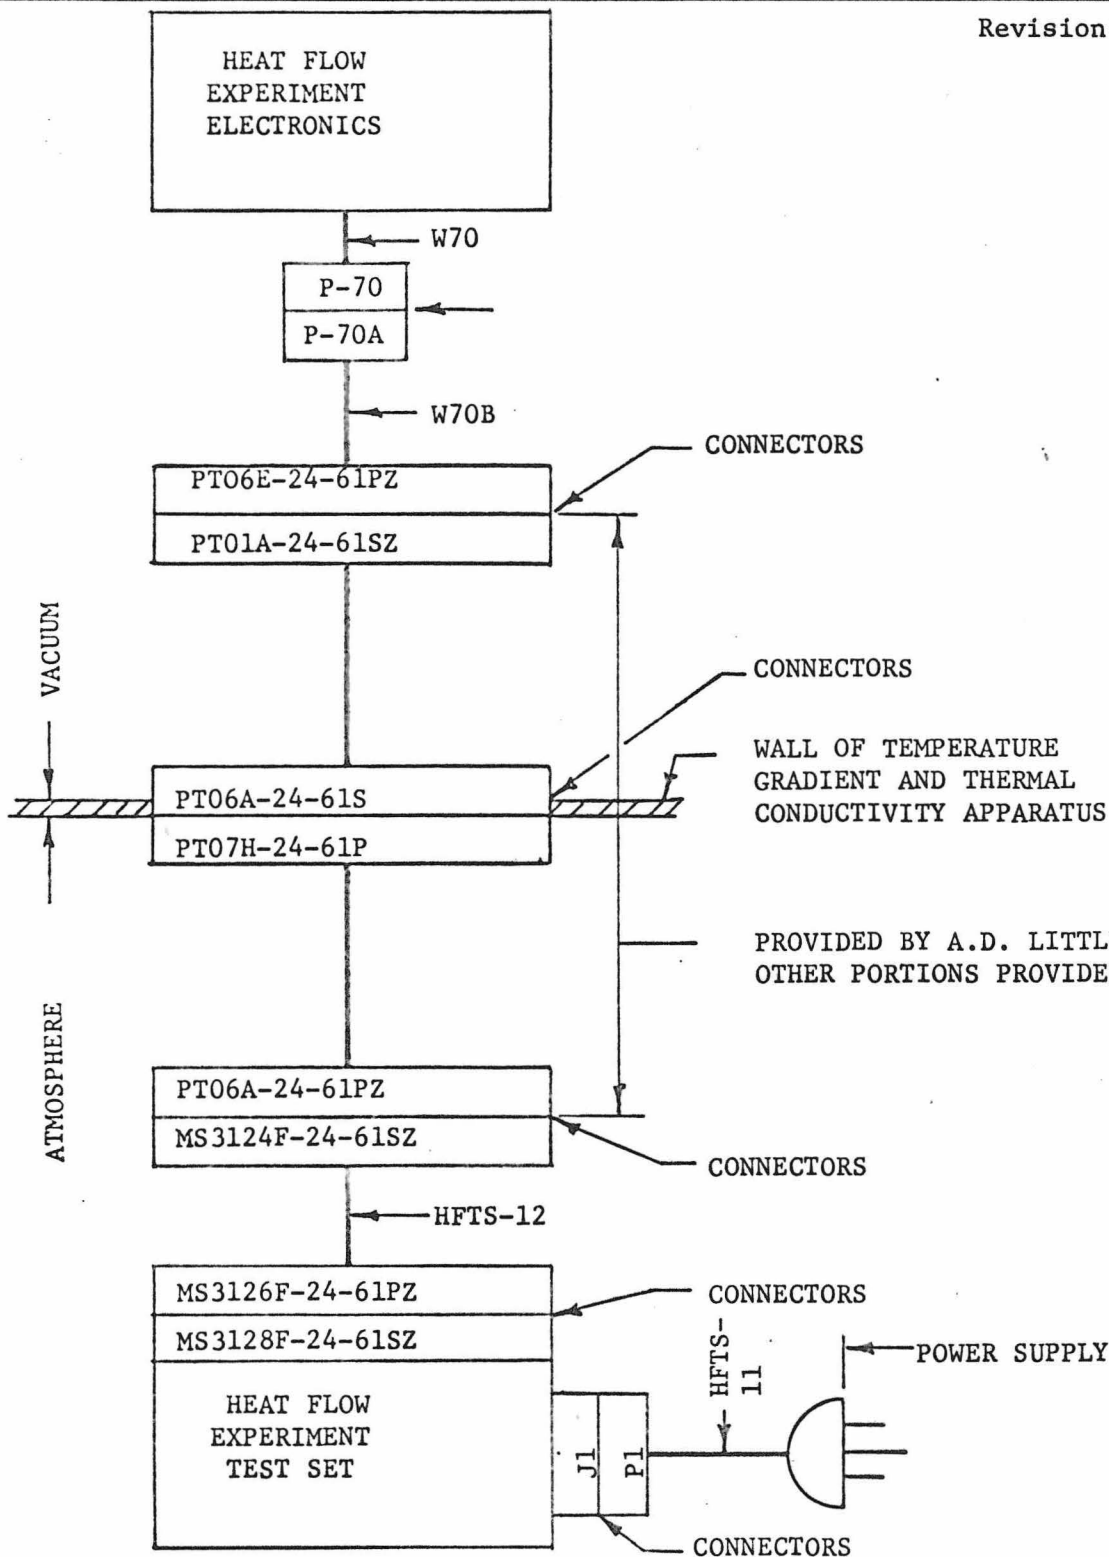 Revision
HEAT FLOW
EXPERIMENT
ELECTRONICS
W70
P-70
P-70A
W70B
CONNECTORS
PT06E-24-61PZ
PT01A-24-61SZ
VACUUM
CONNECTORS
WALL OF TEMPERATURE
GRADIENT AND THERMAL
CONDUCTIVITY APPARATUS
PT06A-24-61S
PT07H-24-61P
PROVIDED BY A.D. LITTL
OTHER PORTIONS PROVIDE
ATMOSPHERE
PT06A-24-61PZ
MS3124F-24-61SZ
CONNECTORS
HFTS-12
MS3126F-24-61PZ
MS3128F-24-61SZ
CONNECTORS
HFTS-
11
POWER SUPPLY
HEAT FLOW
EXPERIMENT
TEST SET
J1
P1
CONNECTORS